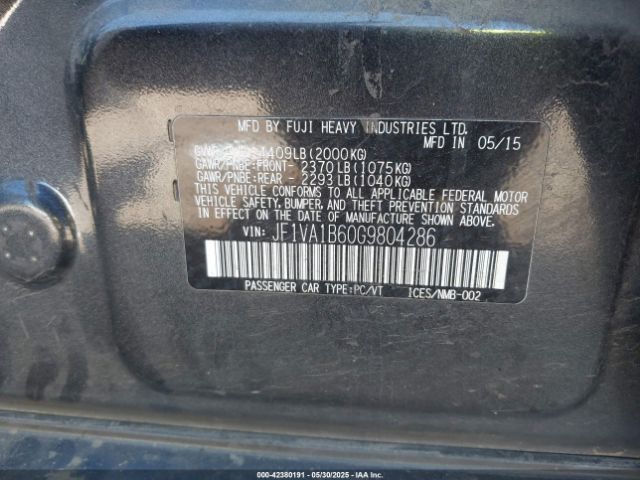 MFD BY FUJI HEAVY INDUSTRIES LTD.
MFD IN 05/15
4409LB(2000KG)
GAWR/PNBE:FRONT - 2370LB(1075KG)
GAWR/PNBE:REAR - 2293LB(1040KG)
THIS VEHICLE CONFORMS TO ALL APPLICABLE FEDERAL MOTOR
VEHICLE SAFETY, BUMPER, AND THEFT PREVENTION STANDARDS
IN EFFECT ON THE DATE OF MANUFACTURE SHOWN ABOVE.
VIN: JF1VA1B60G9804286
PASSENGER CAR TYPE:PC/VT ICES/NMB-002
000-42380191 - 05/30/2025 - IAAI.COM